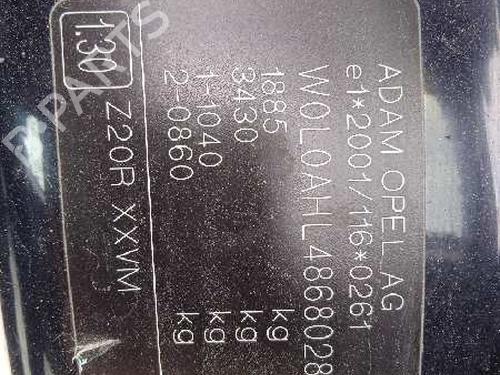 ADAM OPEL AG
e1*2001/116*0261
W0L0AHL4868028
1885 kg
3430 kg
1-1040 kg
2-0860 kg
1.30 Z20R XXVM
PARTS